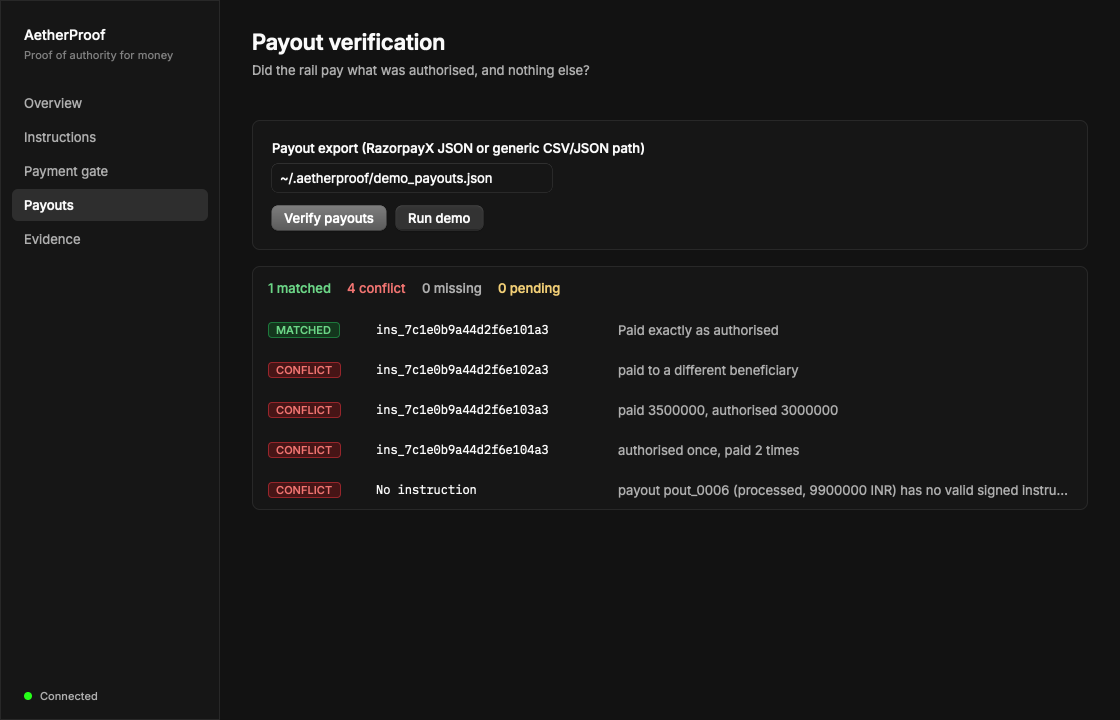 AetherProof
Proof of authority for money
Overview
Instructions
Payment gate
Payouts
Evidence
Connected
Payout verification
Did the rail pay what was authorised, and nothing else?
Payout export (RazorpayX JSON or generic CSV/JSON path)
~/.aetherproof/demo_payouts.json
Verify payouts Run demo
1 matched 4 conflict 0 missing 0 pending
MATCHED ins_7c1e0b9a44d2f6e101a3 Paid exactly as authorised
CONFLICT ins_7c1e0b9a44d2f6e102a3 paid to a different beneficiary
CONFLICT ins_7c1e0b9a44d2f6e103a3 paid 3500000, authorised 3000000
CONFLICT ins_7c1e0b9a44d2f6e104a3 authorised once, paid 2 times
CONFLICT No instruction payout pout_0006 (processed, 9900000 INR) has no valid signed instru...